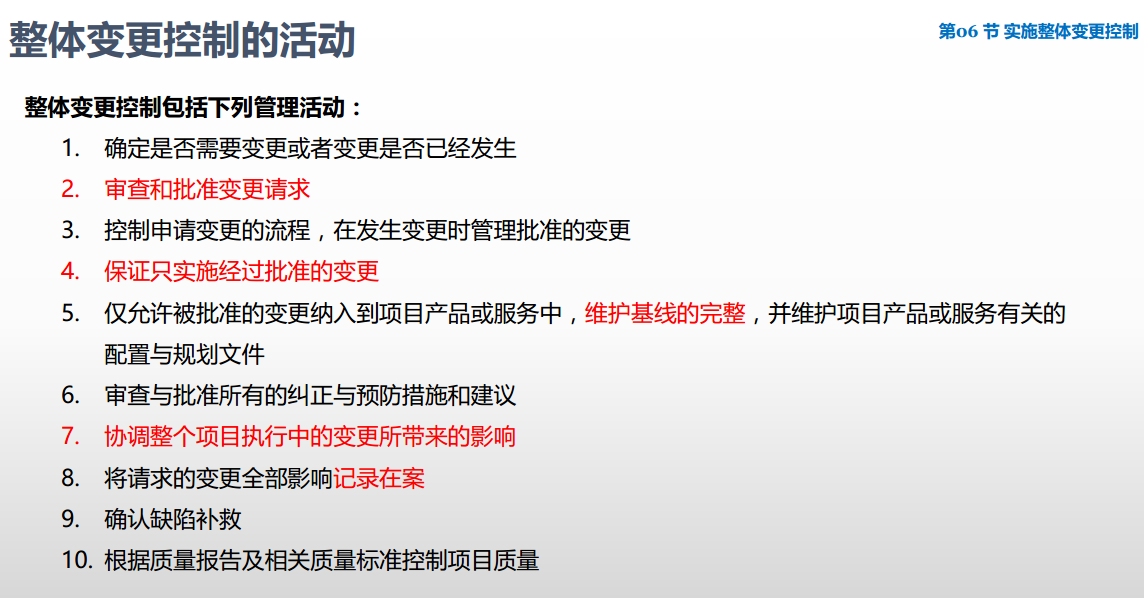 整体变更控制的活动
第06 节 实施整体变更控制
整体变更控制包括下列管理活动：
1. 确定是否需要变更或者变更是否已经发生
2. 审查和批准变更请求
3. 控制申请变更的流程，在发生变更时管理批准的变更
4. 保证只实施经过批准的变更
5. 仅允许被批准的变更纳入到项目产品或服务中，维护基线的完整，并维护项目产品或服务有关的
配置与规划文件
6. 审查与批准所有的纠正与预防措施和建议
7. 协调整个项目执行中的变更所带来的影响
8. 将请求的变更全部影响记录在案
9. 确认缺陷补救
10. 根据质量报告及相关质量标准控制项目质量